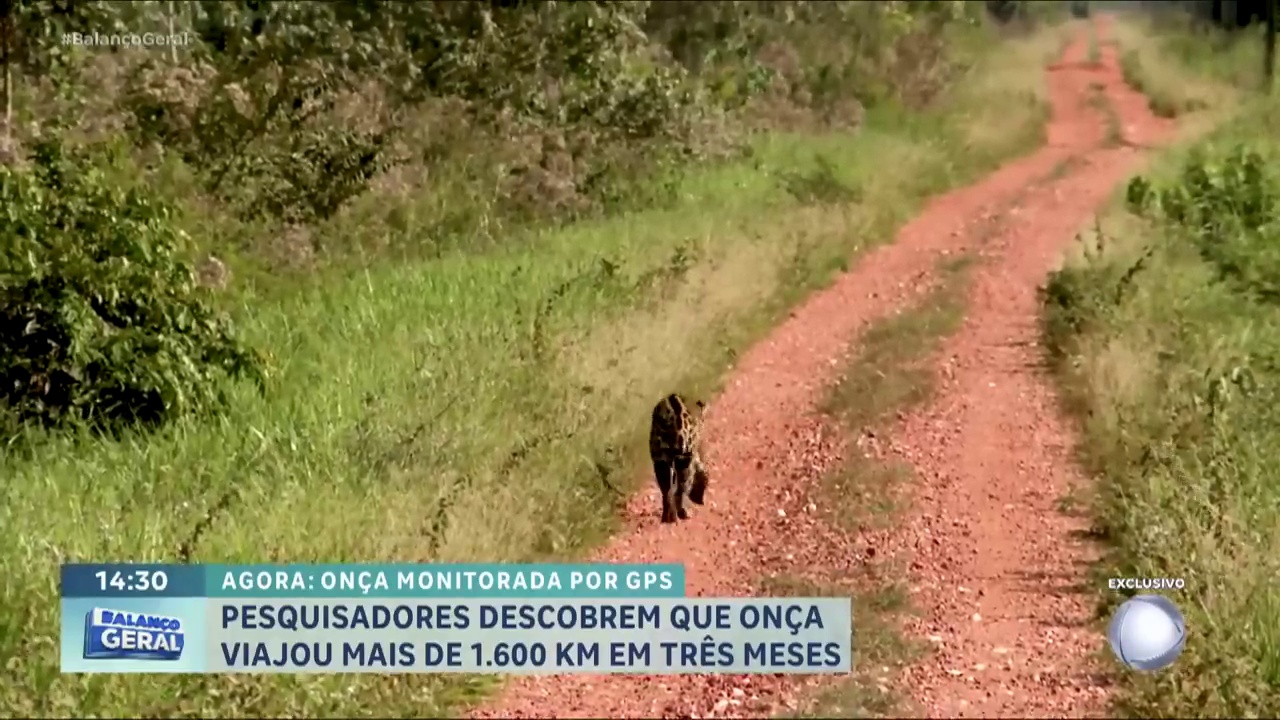 #BalançoGeral
14:30
AGORA: ONÇA MONITORADA POR GPS
BALANÇO
GERAL
PESQUISADORES DESCOBREM QUE ONÇA
VIAJOU MAIS DE 1.600 KM EM TRÊS MESES
EXCLUSIVO